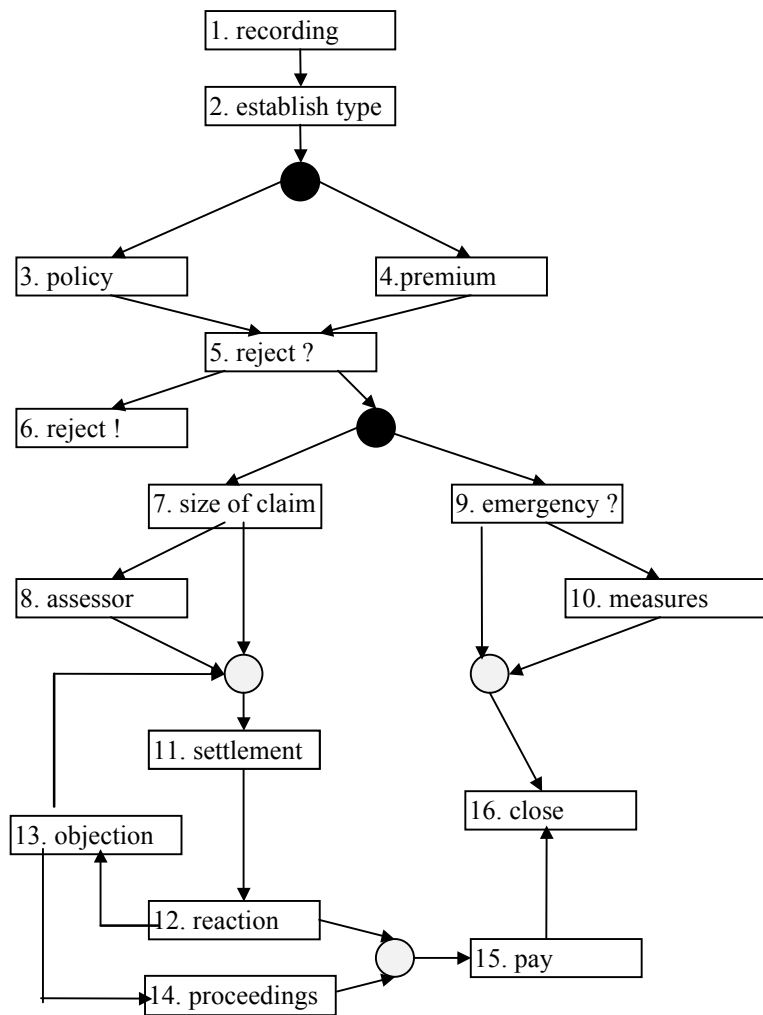 1. recording
2. establish type
3. policy
4.premium
5. reject ?
6. reject !
7. size of claim
9. emergency ?
8. assessor
10. measures
11. settlement
16. close
13. objection
12. reaction
15. pay
14. proceedings